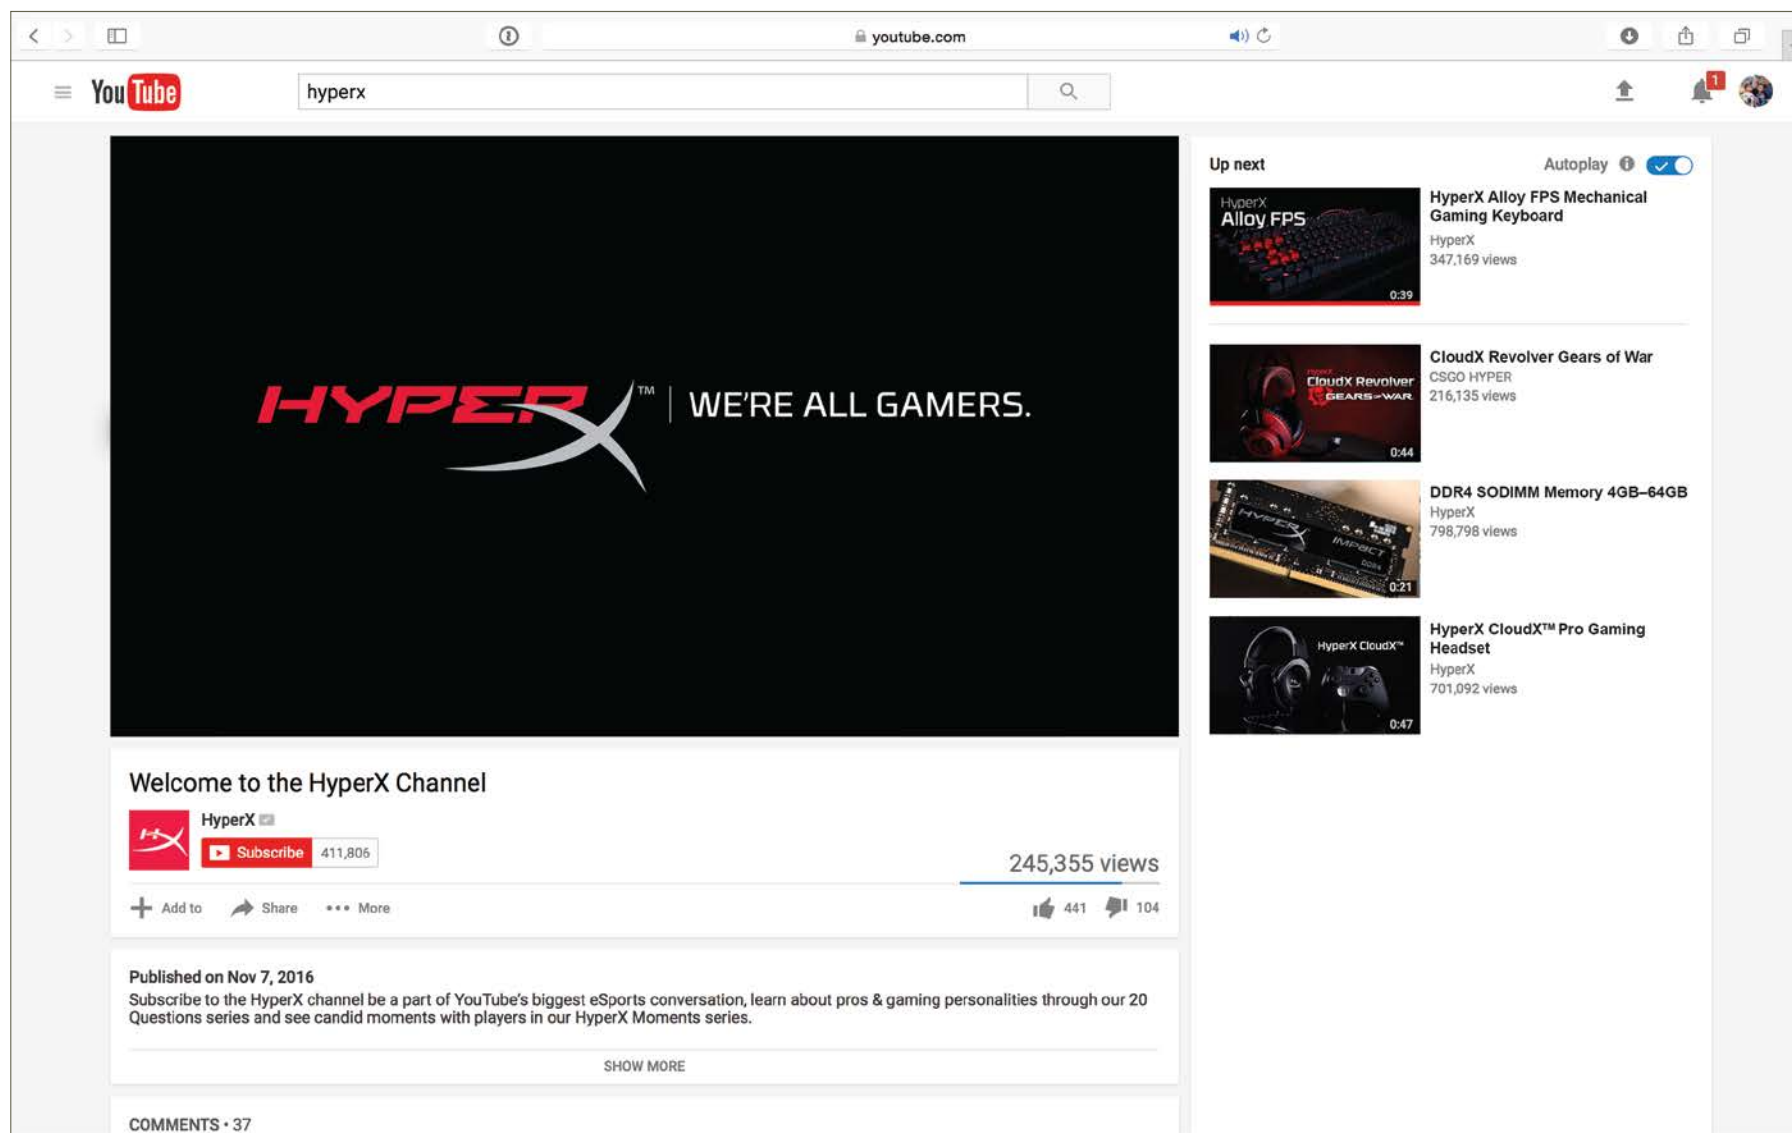 youtube.com
YouTube
hyperx
1
HYPERX™ | WE'RE ALL GAMERS.
Up next
Autoplay
HyperX
Alloy FPS
0:39
HyperX Alloy FPS Mechanical
Gaming Keyboard
HyperX
347,169 views
CloudX Revolver
GEARS OF WAR
0:44
CloudX Revolver Gears of War
CSGO HYPER
216,135 views
HYPERX
IMPACT
DDR4
0:21
DDR4 SODIMM Memory 4GB–64GB
HyperX
798,798 views
HyperX CloudX™
0:47
HyperX CloudX™ Pro Gaming
Headset
HyperX
701,092 views
Welcome to the HyperX Channel
HX
HyperX
Subscribe 411,806
245,355 views
Add to Share More
441 104
Published on Nov 7, 2016
Subscribe to the HyperX channel be a part of YouTube's biggest eSports conversation, learn about pros & gaming personalities through our 20
Questions series and see candid moments with players in our HyperX Moments series.
SHOW MORE
COMMENTS • 37